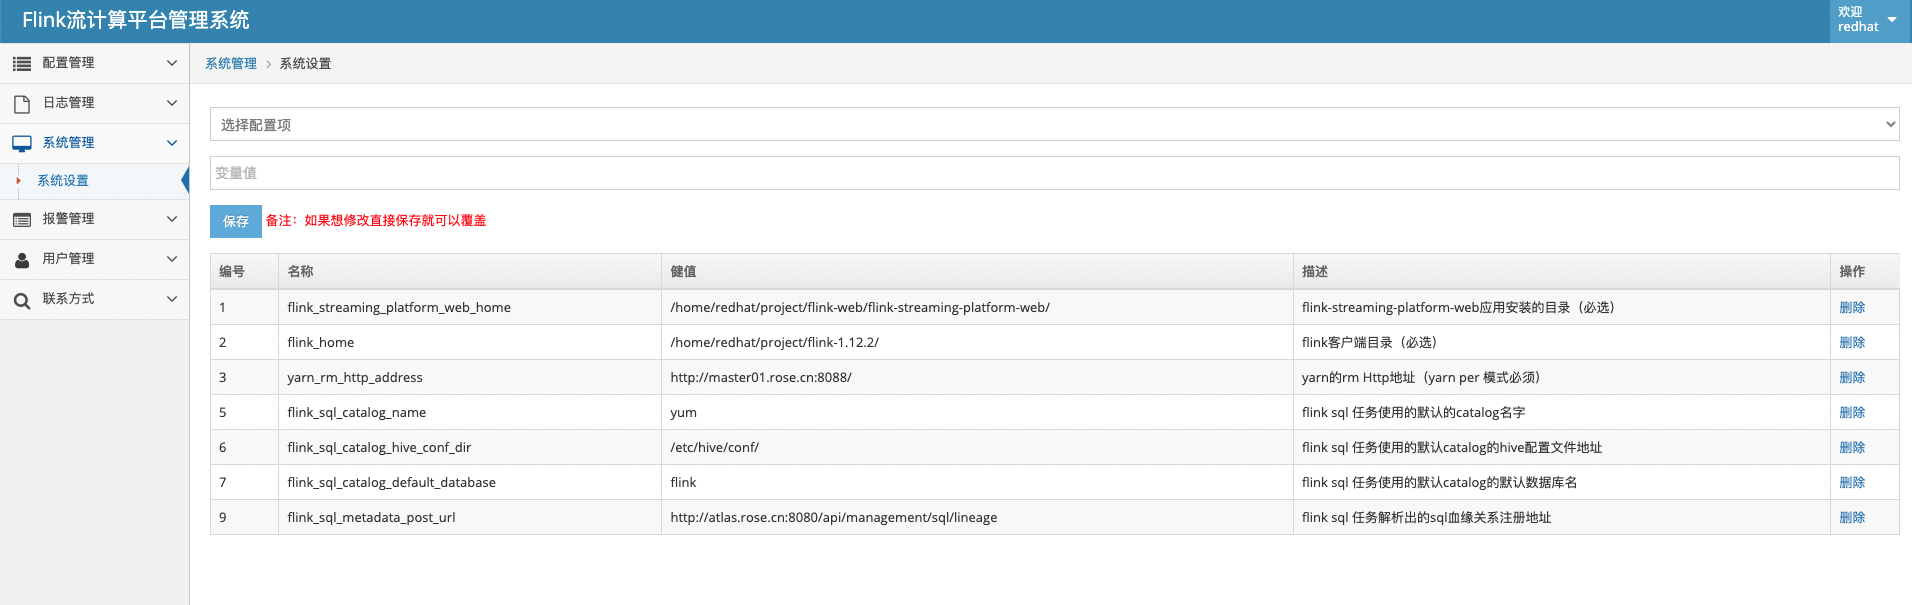 Flink流计算平台管理系统
欢迎
redhat
配置管理
日志管理
系统管理
系统设置
报警管理
用户管理
联系方式
系统管理 > 系统设置
选择配置项
变量值
保存 备注：如果想修改直接保存就可以覆盖
编号 名称 健值 描述 操作
1 flink_streaming_platform_web_home /home/redhat/project/flink-web/flink-streaming-platform-web/ flink-streaming-platform-web应用安装的目录（必选） 删除
2 flink_home /home/redhat/project/flink-1.12.2/ flink客户端目录（必选） 删除
3 yarn_rm_http_address http://master01.rose.cn:8088/ yarn的rm Http地址（yarn per 模式必须） 删除
5 flink_sql_catalog_name yum flink sql 任务使用的默认的catalog名字 删除
6 flink_sql_catalog_hive_conf_dir /etc/hive/conf/ flink sql 任务使用的默认catalog的hive配置文件地址 删除
7 flink_sql_catalog_default_database flink flink sql 任务使用的默认catalog的默认数据库名 删除
9 flink_sql_metadata_post_url http://atlas.rose.cn:8080/api/management/sql/lineage flink sql 任务解析出的sql血缘关系注册地址 删除